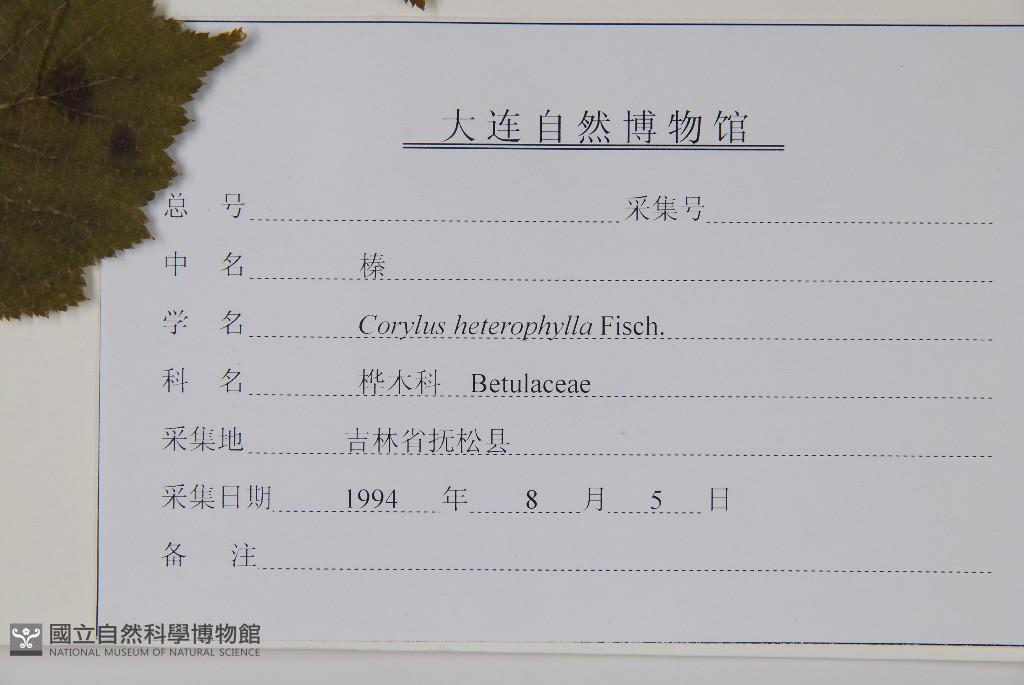 大连自然博物馆
总 号 采集号
中 名 榛
学 名 Corylus heterophylla Fisch.
科 名 桦木科 Betulaceae
采集地 吉林省抚松县
采集日期 1994 年 8 月 5 日
备 注
國立自然科學博物館
NATIONAL MUSEUM OF NATURAL SCIENCE